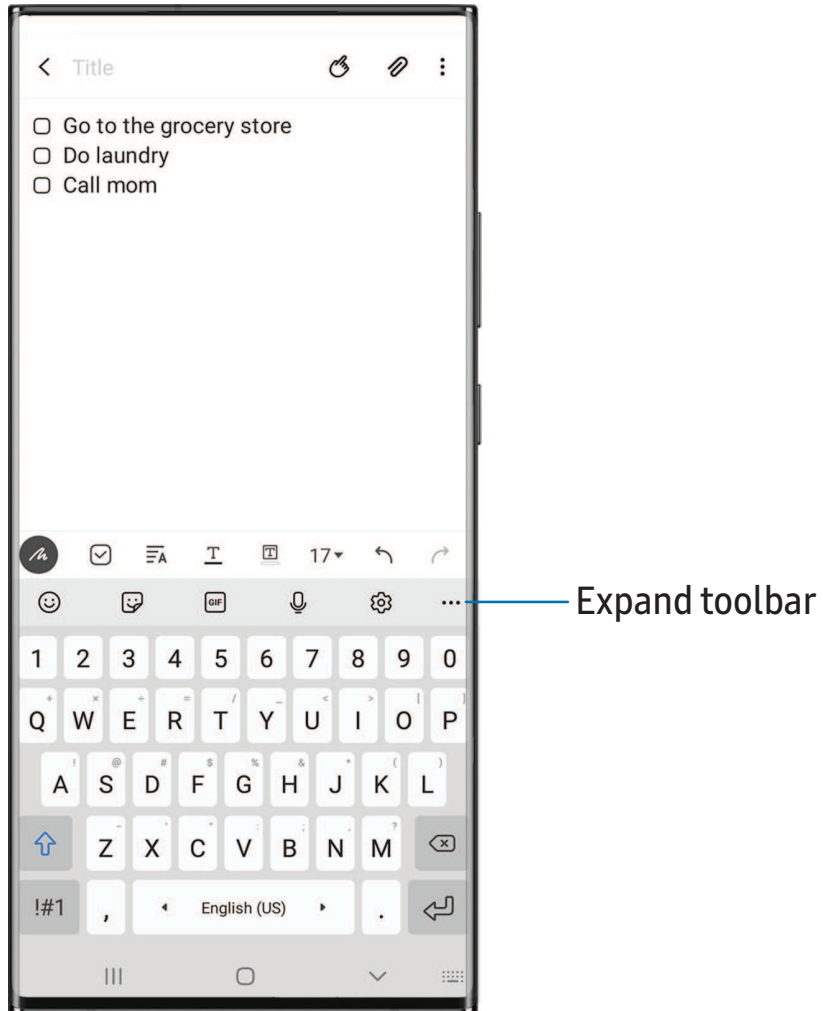 Title
Go to the grocery store
Do laundry
Call mom
A T T 17
GIF
Expand toolbar
1 2 3 4 5 6 7 8 9 0
+ × ÷ = / _ < > [ ]
Q W E R T Y U I O P
! @ # $ % & * ( )
A S D F G H J K L
- ' " : ; , ?
Z X C V B N M
!#1 , English (US) .